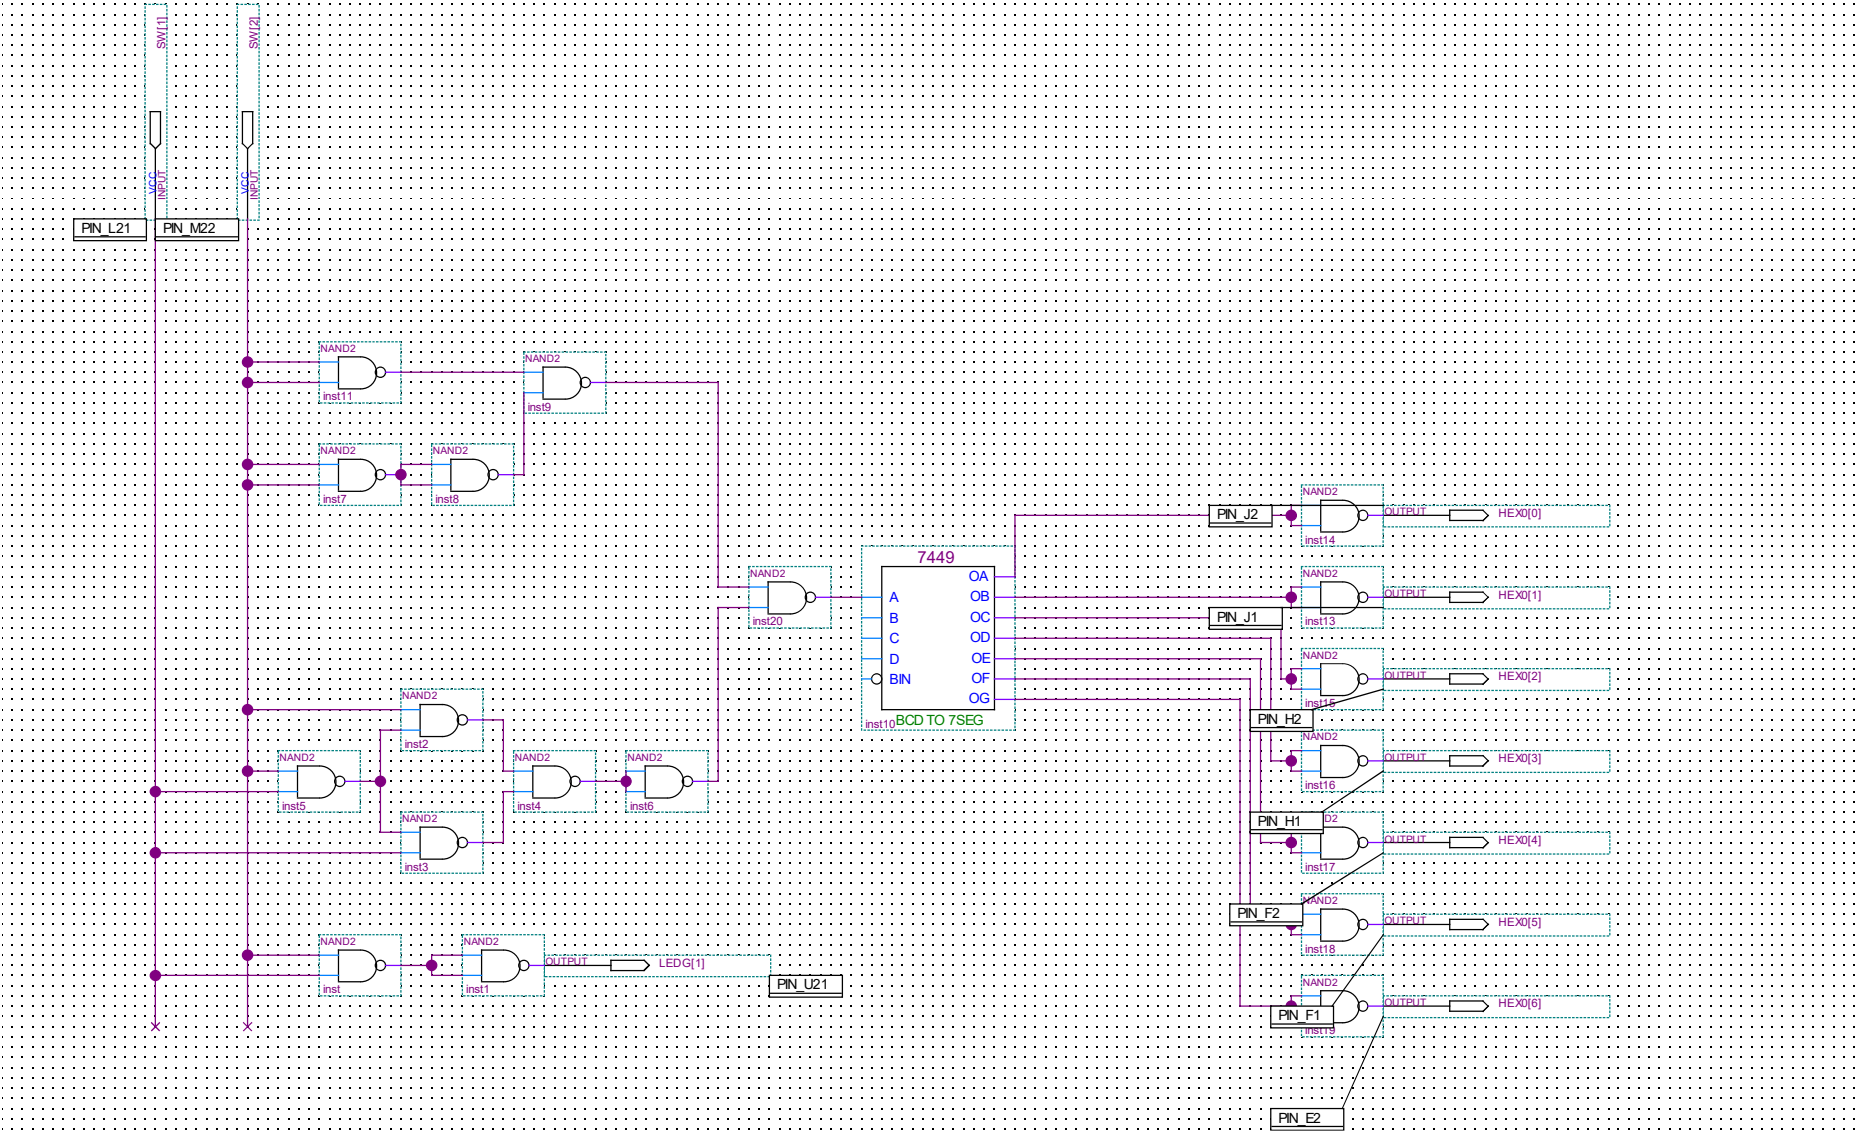 SW[1]
SW[2]
VCC
INPUT
VCC
INPUT
PIN_L21
PIN_M22
NAND2
inst11
NAND2
inst9
NAND2
inst7
NAND2
inst8
NAND2
inst20
7449
A
B
C
D
BIN
OA
OB
OC
OD
OE
OF
OG
inst10
BCD TO 7SEG
NAND2
inst2
NAND2
inst5
NAND2
inst4
NAND2
inst6
NAND2
inst3
NAND2
inst
NAND2
inst1
OUTPUT
LEDG[1]
PIN_U21
PIN_J2
NAND2
inst14
OUTPUT
HEX0[0]
NAND2
inst13
OUTPUT
HEX0[1]
PIN_J1
NAND2
inst15
OUTPUT
HEX0[2]
PIN_H2
NAND2
inst16
OUTPUT
HEX0[3]
PIN_H1
D2
inst17
OUTPUT
HEX0[4]
PIN_F2
NAND2
inst18
OUTPUT
HEX0[5]
NAND2
inst19
OUTPUT
HEX0[6]
PIN_F1
PIN_E2